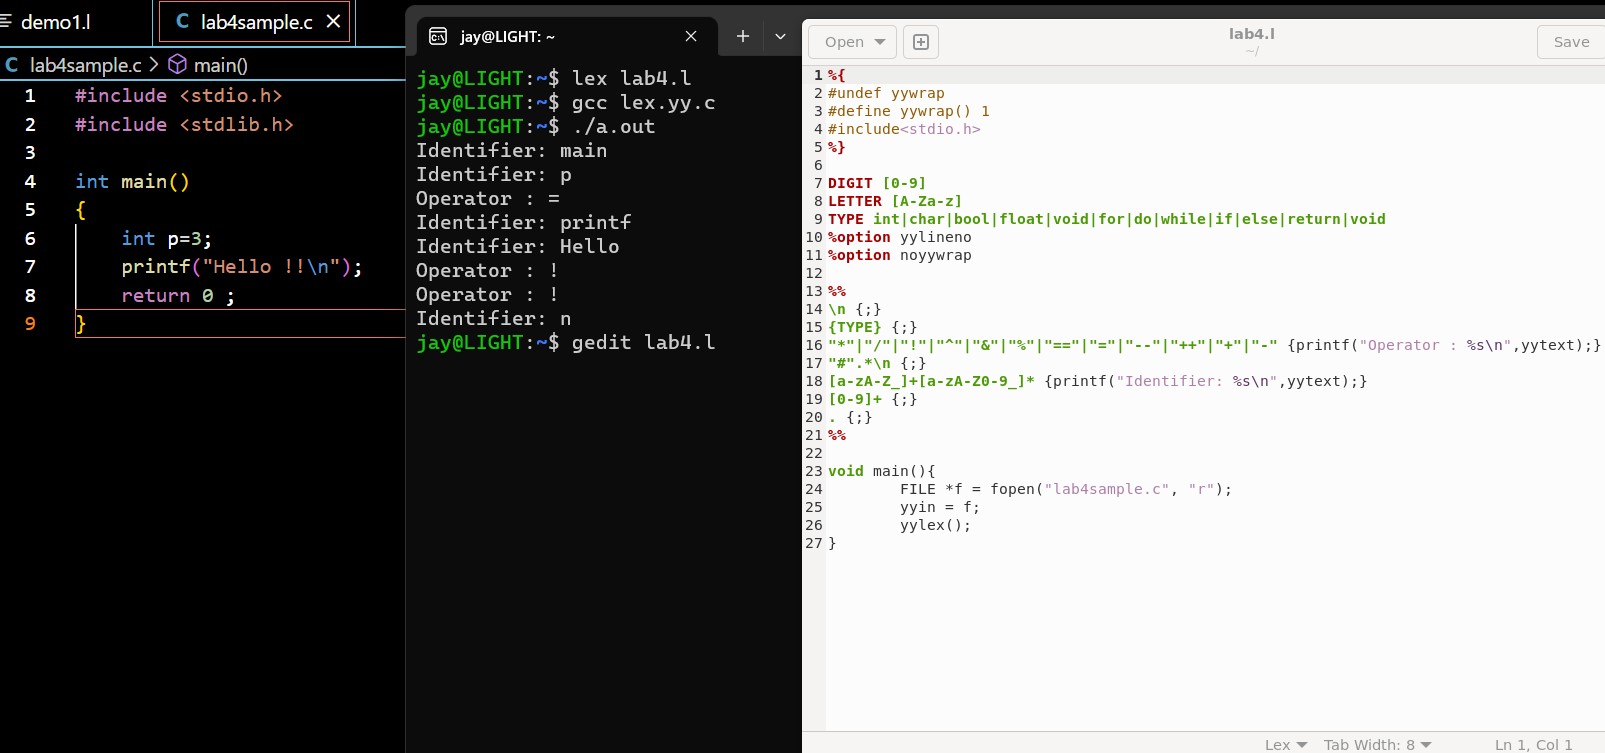 demo1.l
C lab4sample.c ×
C lab4sample.c > main()
1 #include <stdio.h>
2 #include <stdlib.h>
3
4 int main()
5 {
6     int p=3;
7     printf("Hello !!\n");
8     return 0 ;
9 }
jay@LIGHT: ~
jay@LIGHT:~$ lex lab4.l
jay@LIGHT:~$ gcc lex.yy.c
jay@LIGHT:~$ ./a.out
Identifier: main
Identifier: p
Operator : =
Identifier: printf
Identifier: Hello
Operator : !
Operator : !
Identifier: n
jay@LIGHT:~$ gedit lab4.l
Open
lab4.l
~/
Save
1 %{
2 #undef yywrap
3 #define yywrap() 1
4 #include<stdio.h>
5 %}
6
7 DIGIT [0-9]
8 LETTER [A-Za-z]
9 TYPE int|char|bool|float|void|for|do|while|if|else|return|void
10 %option yylineno
11 %option noyywrap
12
13 %%
14 \n {;}
15 {TYPE} {;}
16 "*"|"/"|"!"|"^"|"&"|"%"|"=="|"="|"--"|"++"|"+"|"-" {printf("Operator : %s\n",yytext);}
17 "#".*\n {;}
18 [a-zA-Z_]+[a-zA-Z0-9_]* {printf("Identifier: %s\n",yytext);}
19 [0-9]+ {;}
20 . {;}
21 %%
22
23 void main(){
24         FILE *f = fopen("lab4sample.c", "r");
25         yyin = f;
26         yylex();
27 }
Lex Tab Width: 8 Ln 1, Col 1